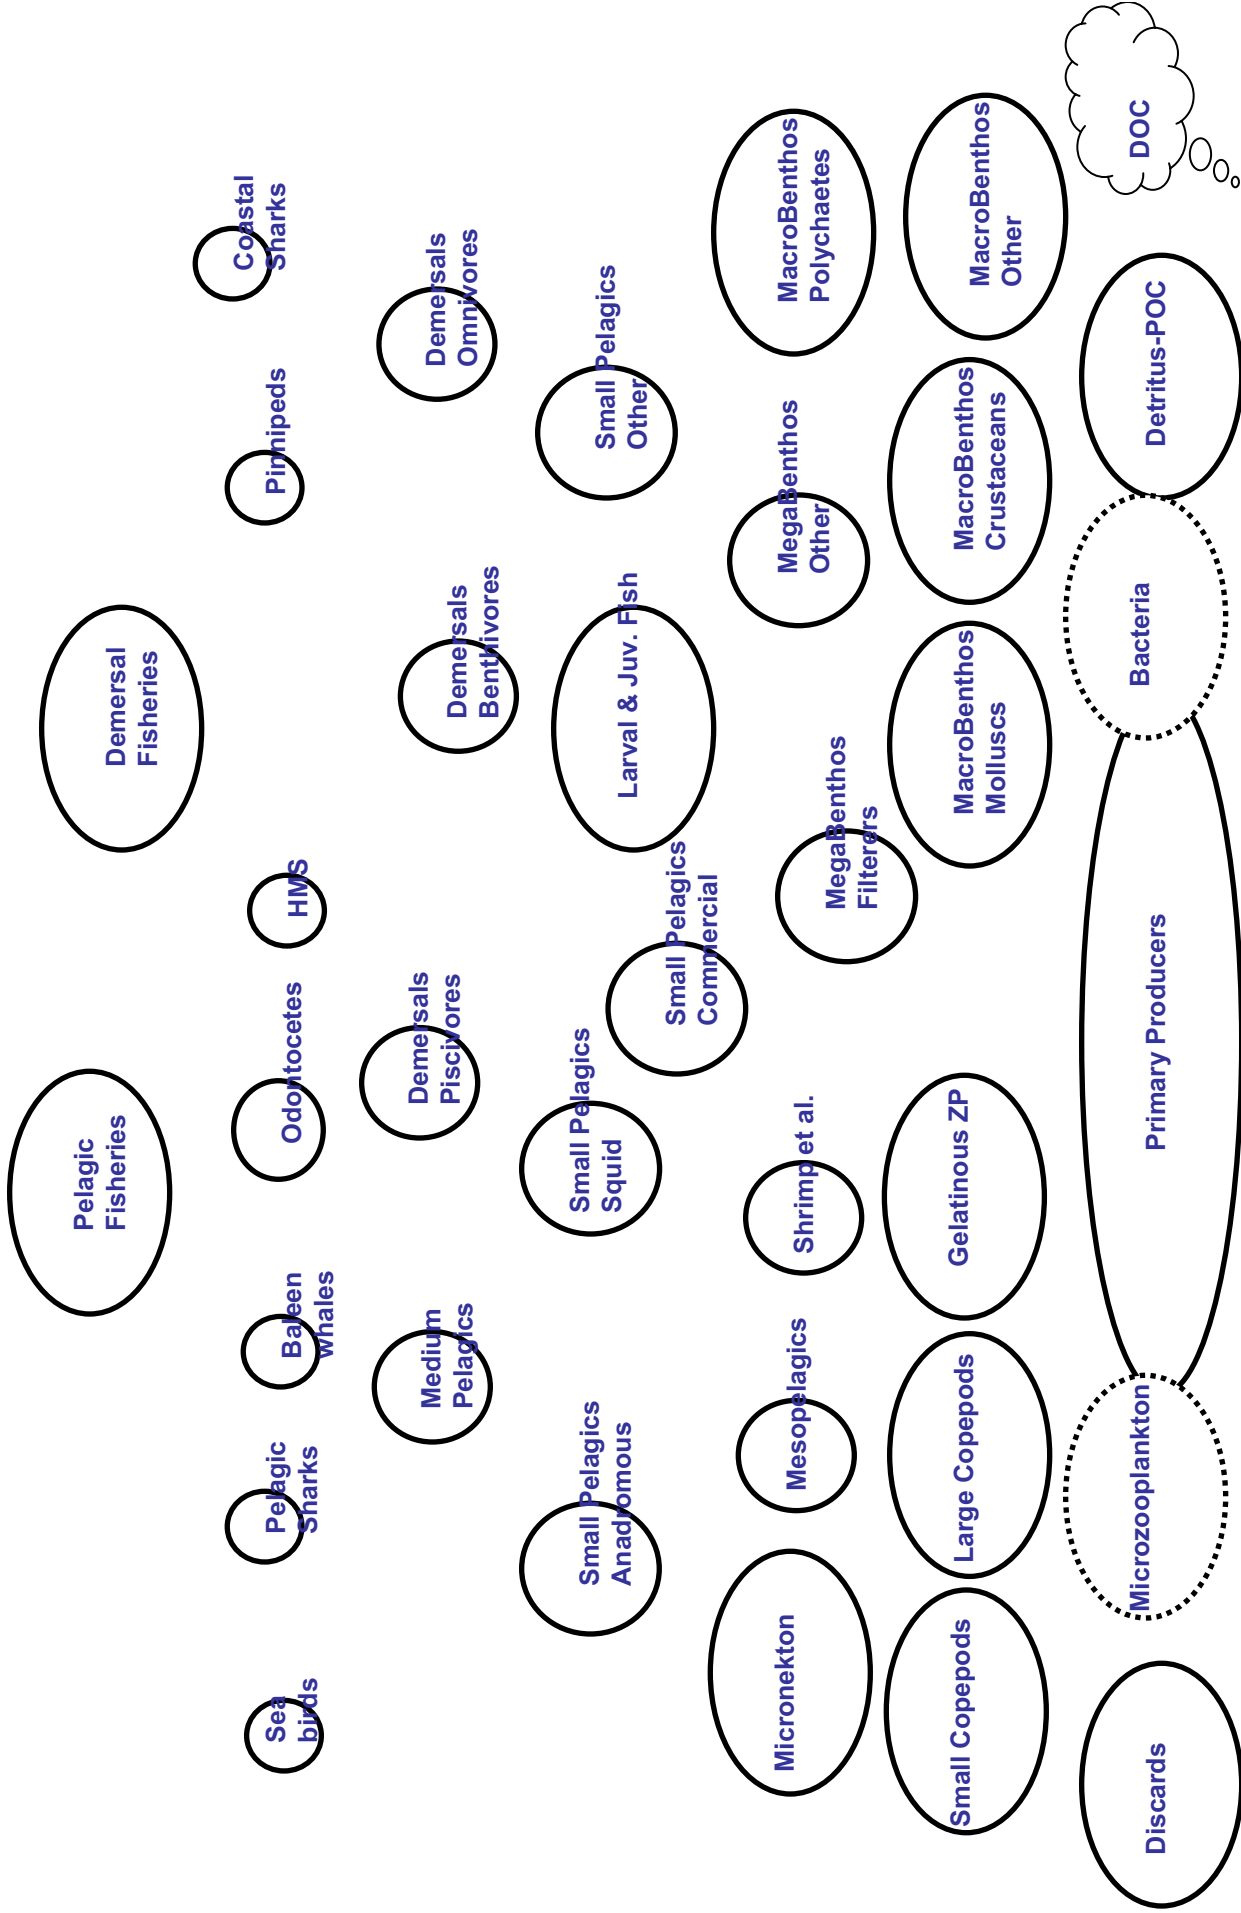 Pelagic
Fisheries
Demersal
Fisheries
Sea
birds
Pelagic
Sharks
Baleen
whales
Odontocetes
HMS
Pinnipeds
Coastal
Sharks
Medium
Pelagics
Demersals
Piscivores
Demersals
Benthivores
Demersals
Omnivores
Small Pelagics
Anadromous
Small Pelagics
Squid
Small Pelagics
Commercial
Larval & Juv. Fish
Small Pelagics
Other
Micronekton
Mesopelagics
Shrimp et al.
MegaBenthos
Filterers
MegaBenthos
Other
MacroBenthos
Polychaetes
Small Copepods
Large Copepods
Gelatinous ZP
MacroBenthos
Molluscs
MacroBenthos
Crustaceans
MacroBenthos
Other
Discards
Microzooplankton
Primary Producers
Bacteria
Detritus-POC
DOC